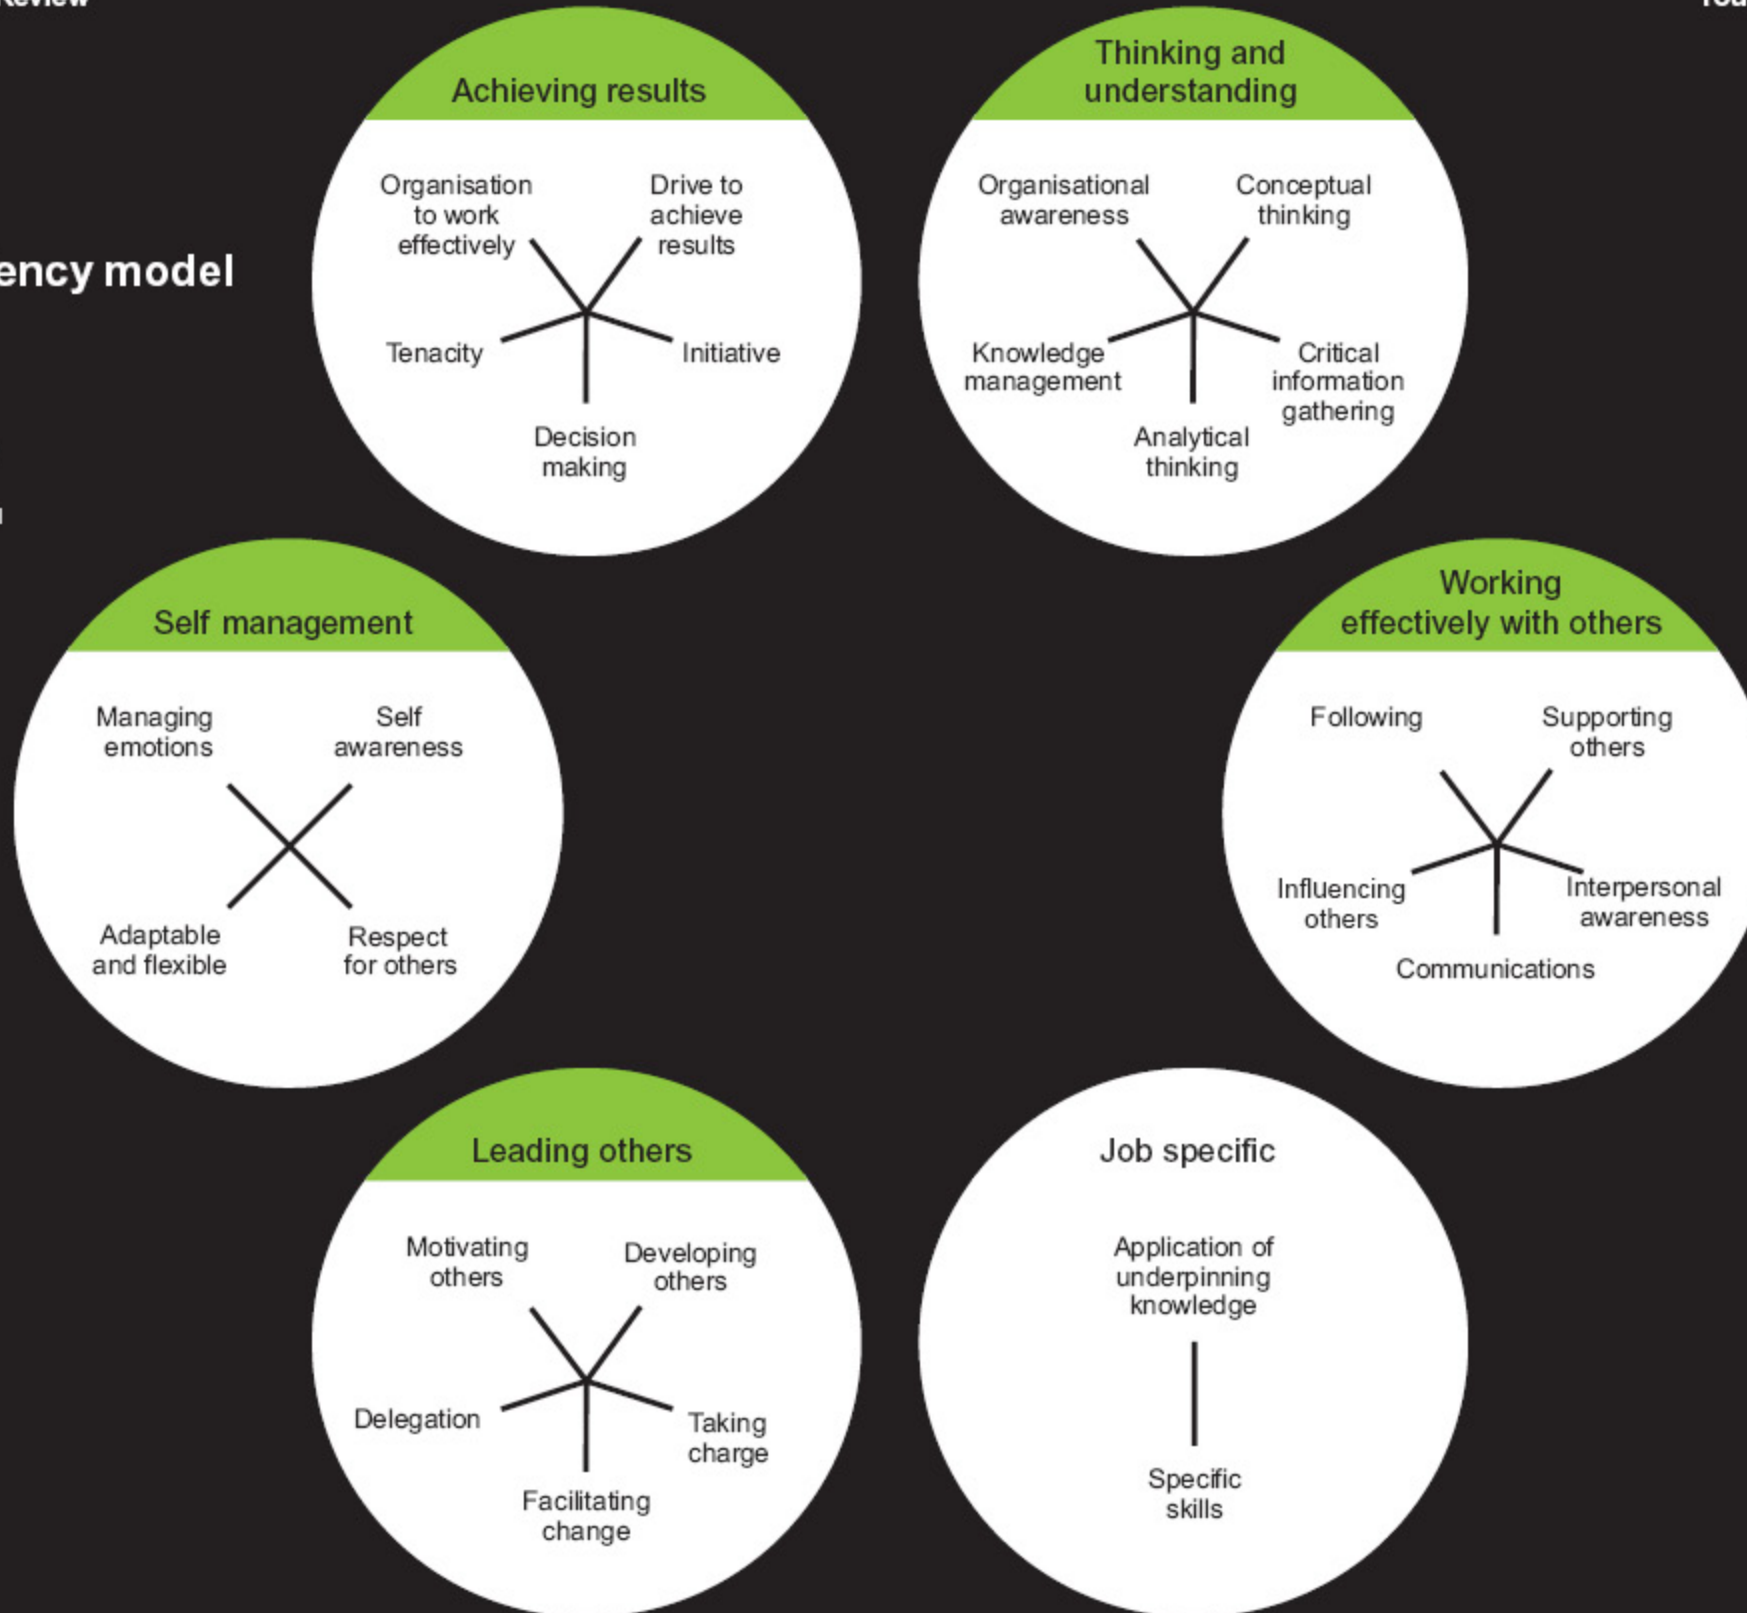 Review
ency model
Achieving results
Organisation
to work
effectively
Drive to
achieve
results
Tenacity
Initiative
Decision
making
Thinking and
understanding
Organisational
awareness
Conceptual
thinking
Knowledge
management
Critical
information
gathering
Analytical
thinking
Self management
Managing
emotions
Self
awareness
Adaptable
and flexible
Respect
for others
Working
effectively with others
Following
Supporting
others
Influencing
others
Interpersonal
awareness
Communications
Leading others
Motivating
others
Developing
others
Delegation
Taking
charge
Facilitating
change
Job specific
Application of
underpinning
knowledge
Specific
skills